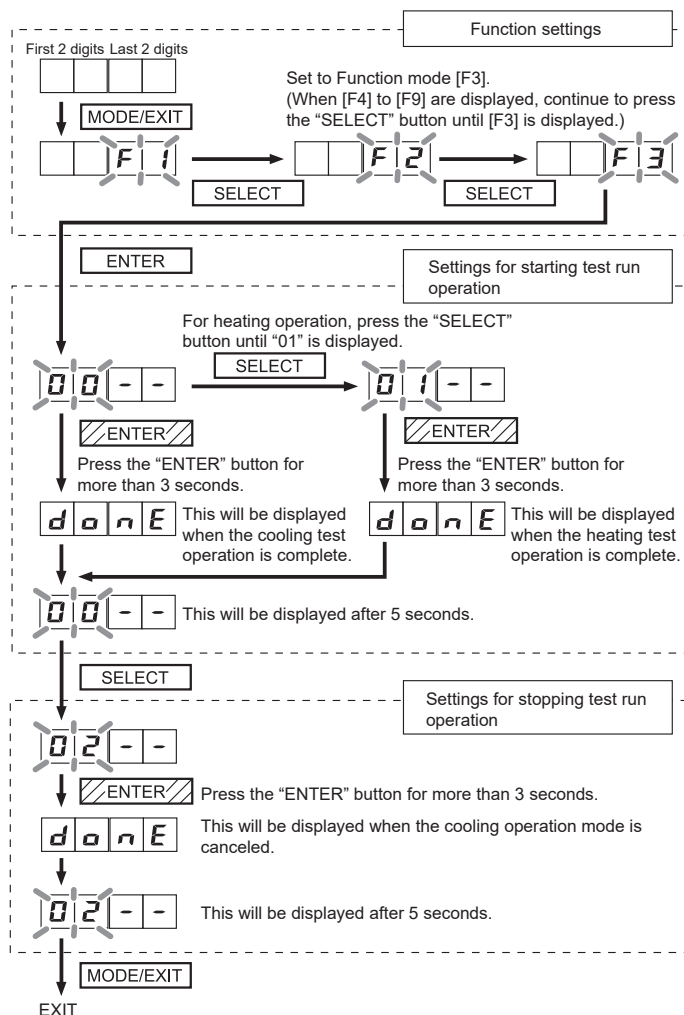 Function settings
First 2 digits Last 2 digits
Set to Function mode [F3].
(When [F4] to [F9] are displayed, continue to press
the “SELECT” button until [F3] is displayed.)
MODE/EXIT
F 1
F 2
F 3
SELECT
SELECT
ENTER
Settings for starting test run
operation
For heating operation, press the “SELECT”
button until “01” is displayed.
SELECT
0 0 - -
0 1 - -
ENTER
ENTER
Press the “ENTER” button for
more than 3 seconds.
Press the “ENTER” button for
more than 3 seconds.
d o n E
This will be displayed
when the cooling test
operation is complete.
d o n E
This will be displayed
when the heating test
operation is complete.
0 0 - -
This will be displayed after 5 seconds.
SELECT
Settings for stopping test run
operation
0 2 - -
ENTER
Press the “ENTER” button for more than 3 seconds.
d o n E
This will be displayed when the cooling operation mode is
canceled.
0 2 - -
This will be displayed after 5 seconds.
MODE/EXIT
EXIT